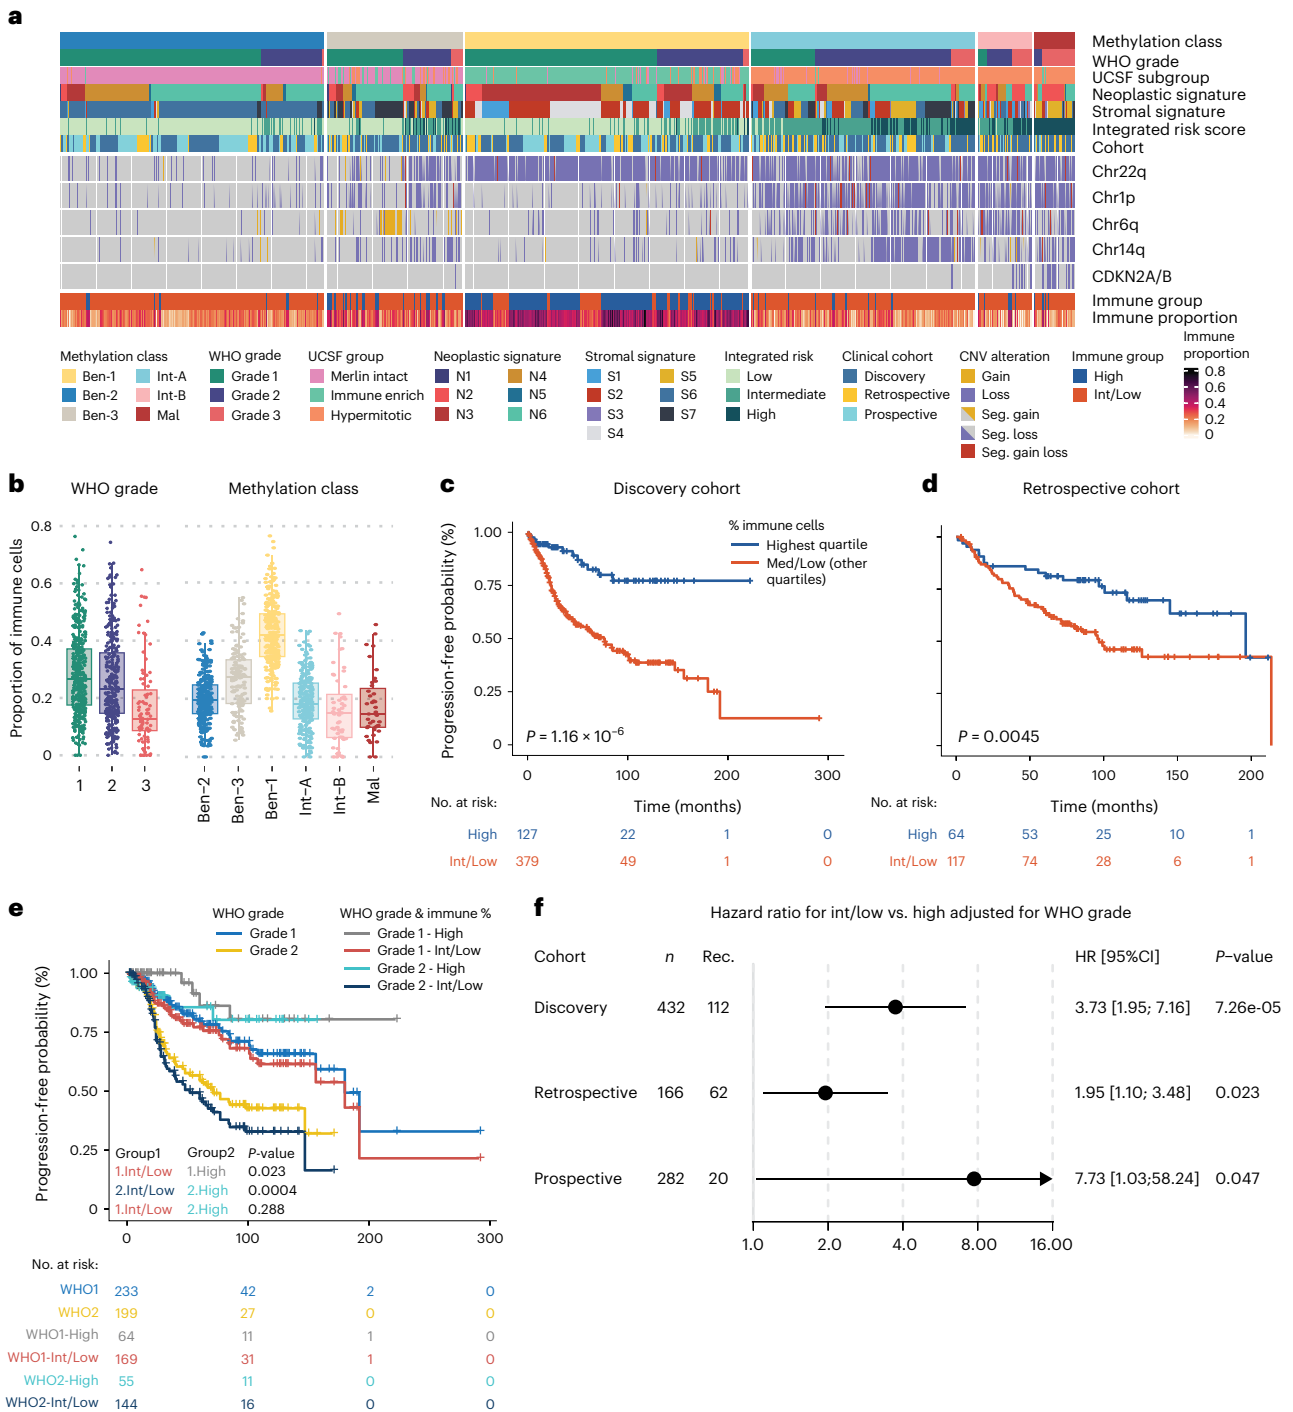 a
Methylation class
WHO grade
UCSF subgroup
Neoplastic signature
Stromal signature
Integrated risk score
Cohort
Chr22q
Chr1p
Chr6q
Chr14q
CDKN2A/B
Immune group
Immune proportion
Methylation class
Ben-1 Int-A
Ben-2 Int-B
Ben-3 Mal
WHO grade
Grade 1
Grade 2
Grade 3
UCSF group
Merlin intact
Immune enrich
Hypermitotic
Neoplastic signature
N1 N4
N2 N5
N3 N6
Stromal signature
S1 S5
S2 S6
S3 S7
S4
Integrated risk
Low
Intermediate
High
Clinical cohort
Discovery
Retrospective
Prospective
CNV alteration
Gain
Loss
Seg. gain
Seg. loss
Seg. gain loss
Immune group
High
Int/Low
Immune
proportion
0.8
0.6
0.4
0.2
0
b
WHO grade Methylation class
Proportion of immune cells
0.8
0.6
0.4
0.2
0
1 2 3 Ben-2 Ben-3 Ben-1 Int-A Int-B Mal
c
Discovery cohort
Progression-free probability (%)
1.00
0.75
0.50
0.25
0
% immune cells
Highest quartile
Med/Low (other
quartiles)
P = 1.16 × 10−6
0 100 200 300
No. at risk: Time (months)
High 127 22 1 0
Int/Low 379 49 1 0
d
Retrospective cohort
P = 0.0045
0 50 100 150 200
No. at risk: Time (months)
High 64 53 25 10 1
Int/Low 117 74 28 6 1
e
WHO grade
Grade 1
Grade 2
WHO grade & immune %
Grade 1 - High
Grade 1 - Int/Low
Grade 2 - High
Grade 2 - Int/Low
Progression-free probability (%)
1.00
0.75
0.50
0.25
0
Group1 Group2 P-value
1.Int/Low 1.High 0.023
2.Int/Low 2.High 0.0004
1.Int/Low 2.High 0.288
0 100 200 300
No. at risk:
WHO1 233 42 2 0
WHO2 199 27 0 0
WHO1-High 64 11 1 0
WHO1-Int/Low 169 31 1 0
WHO2-High 55 11 0 0
WHO2-Int/Low 144 16 0 0
f
Hazard ratio for int/low vs. high adjusted for WHO grade
Cohort n Rec. HR [95%CI] P-value
Discovery 432 112 3.73 [1.95; 7.16] 7.26e-05
Retrospective 166 62 1.95 [1.10; 3.48] 0.023
Prospective 282 20 7.73 [1.03;58.24] 0.047
1.0 2.0 4.0 8.00 16.00